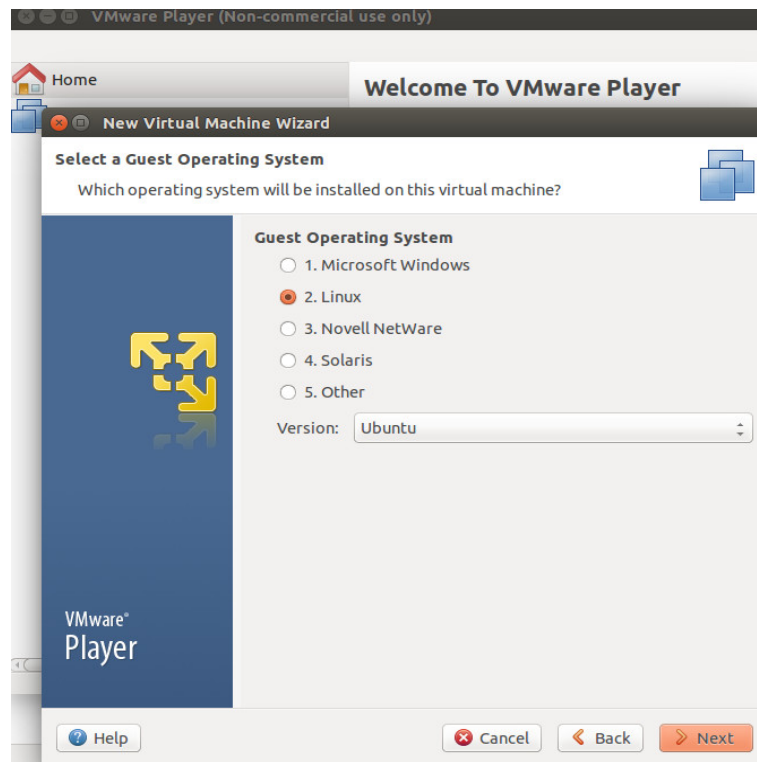 VMware Player (Non-commercial use only)
Home
Welcome To VMware Player
New Virtual Machine Wizard
Select a Guest Operating System
Which operating system will be installed on this virtual machine?
Guest Operating System
1. Microsoft Windows
2. Linux
3. Novell NetWare
4. Solaris
5. Other
Version: Ubuntu
VMware®
Player
Help
Cancel
Back
Next